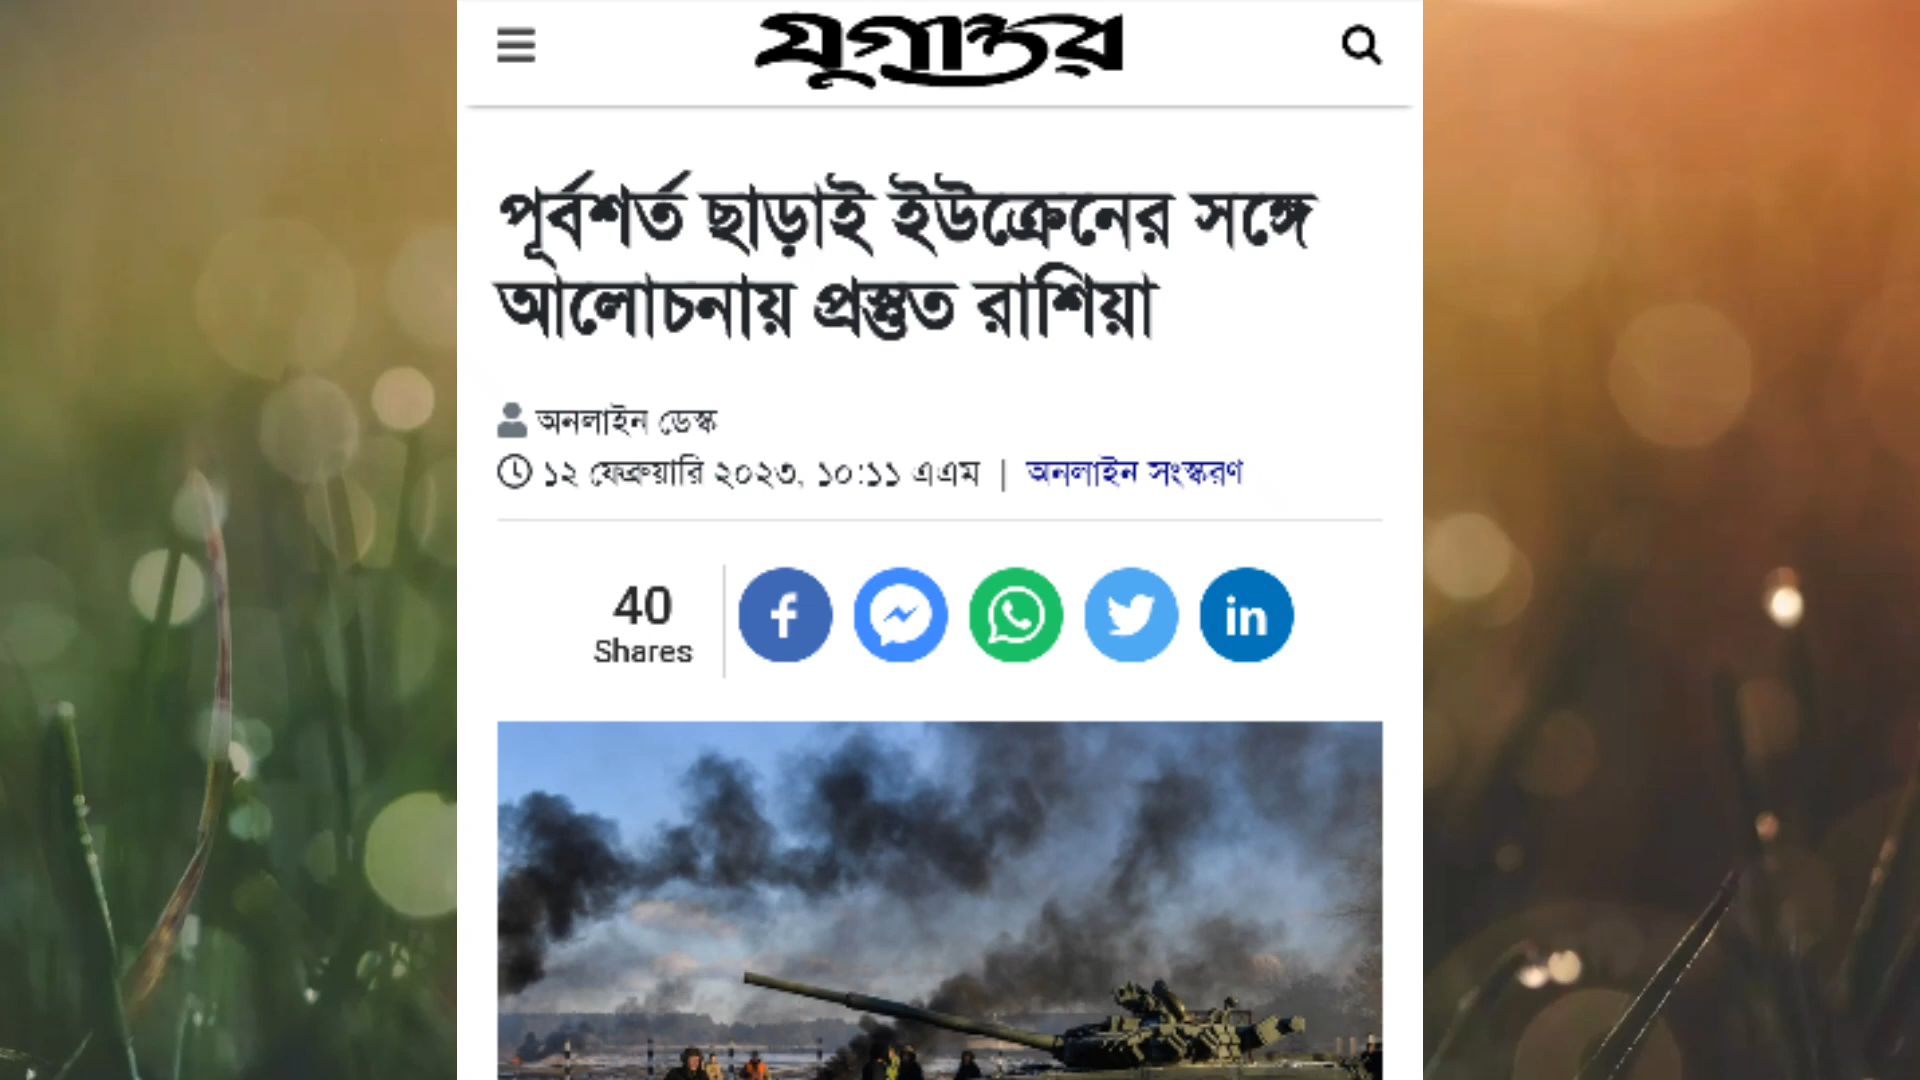 যুগান্তর
পূর্বশর্ত ছাড়াই ইউক্রেনের সঙ্গে
আলোচনায় প্রস্তুত রাশিয়া
অনলাইন ডেস্ক
১২ ফেব্রুয়ারি ২০২৩, ১০:১১ এএম | অনলাইন সংস্করণ
40
Shares